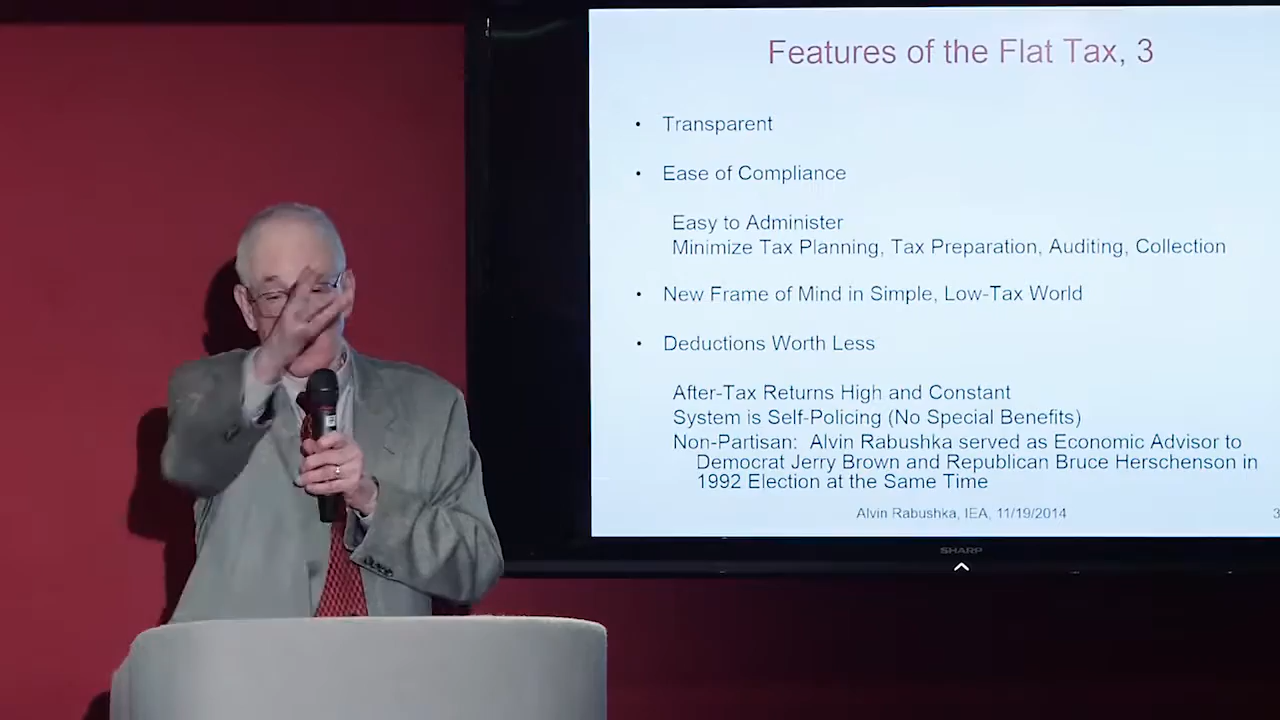 Features of the Flat Tax, 3
• Transparent
• Ease of Compliance
Easy to Administer
Minimize Tax Planning, Tax Preparation, Auditing, Collection
• New Frame of Mind in Simple, Low-Tax World
• Deductions Worth Less
After-Tax Returns High and Constant
System is Self-Policing (No Special Benefits)
Non-Partisan: Alvin Rabushka served as Economic Advisor to
Democrat Jerry Brown and Republican Bruce Herschenson in
1992 Election at the Same Time
Alvin Rabushka, IEA, 11/19/2014
SHARP